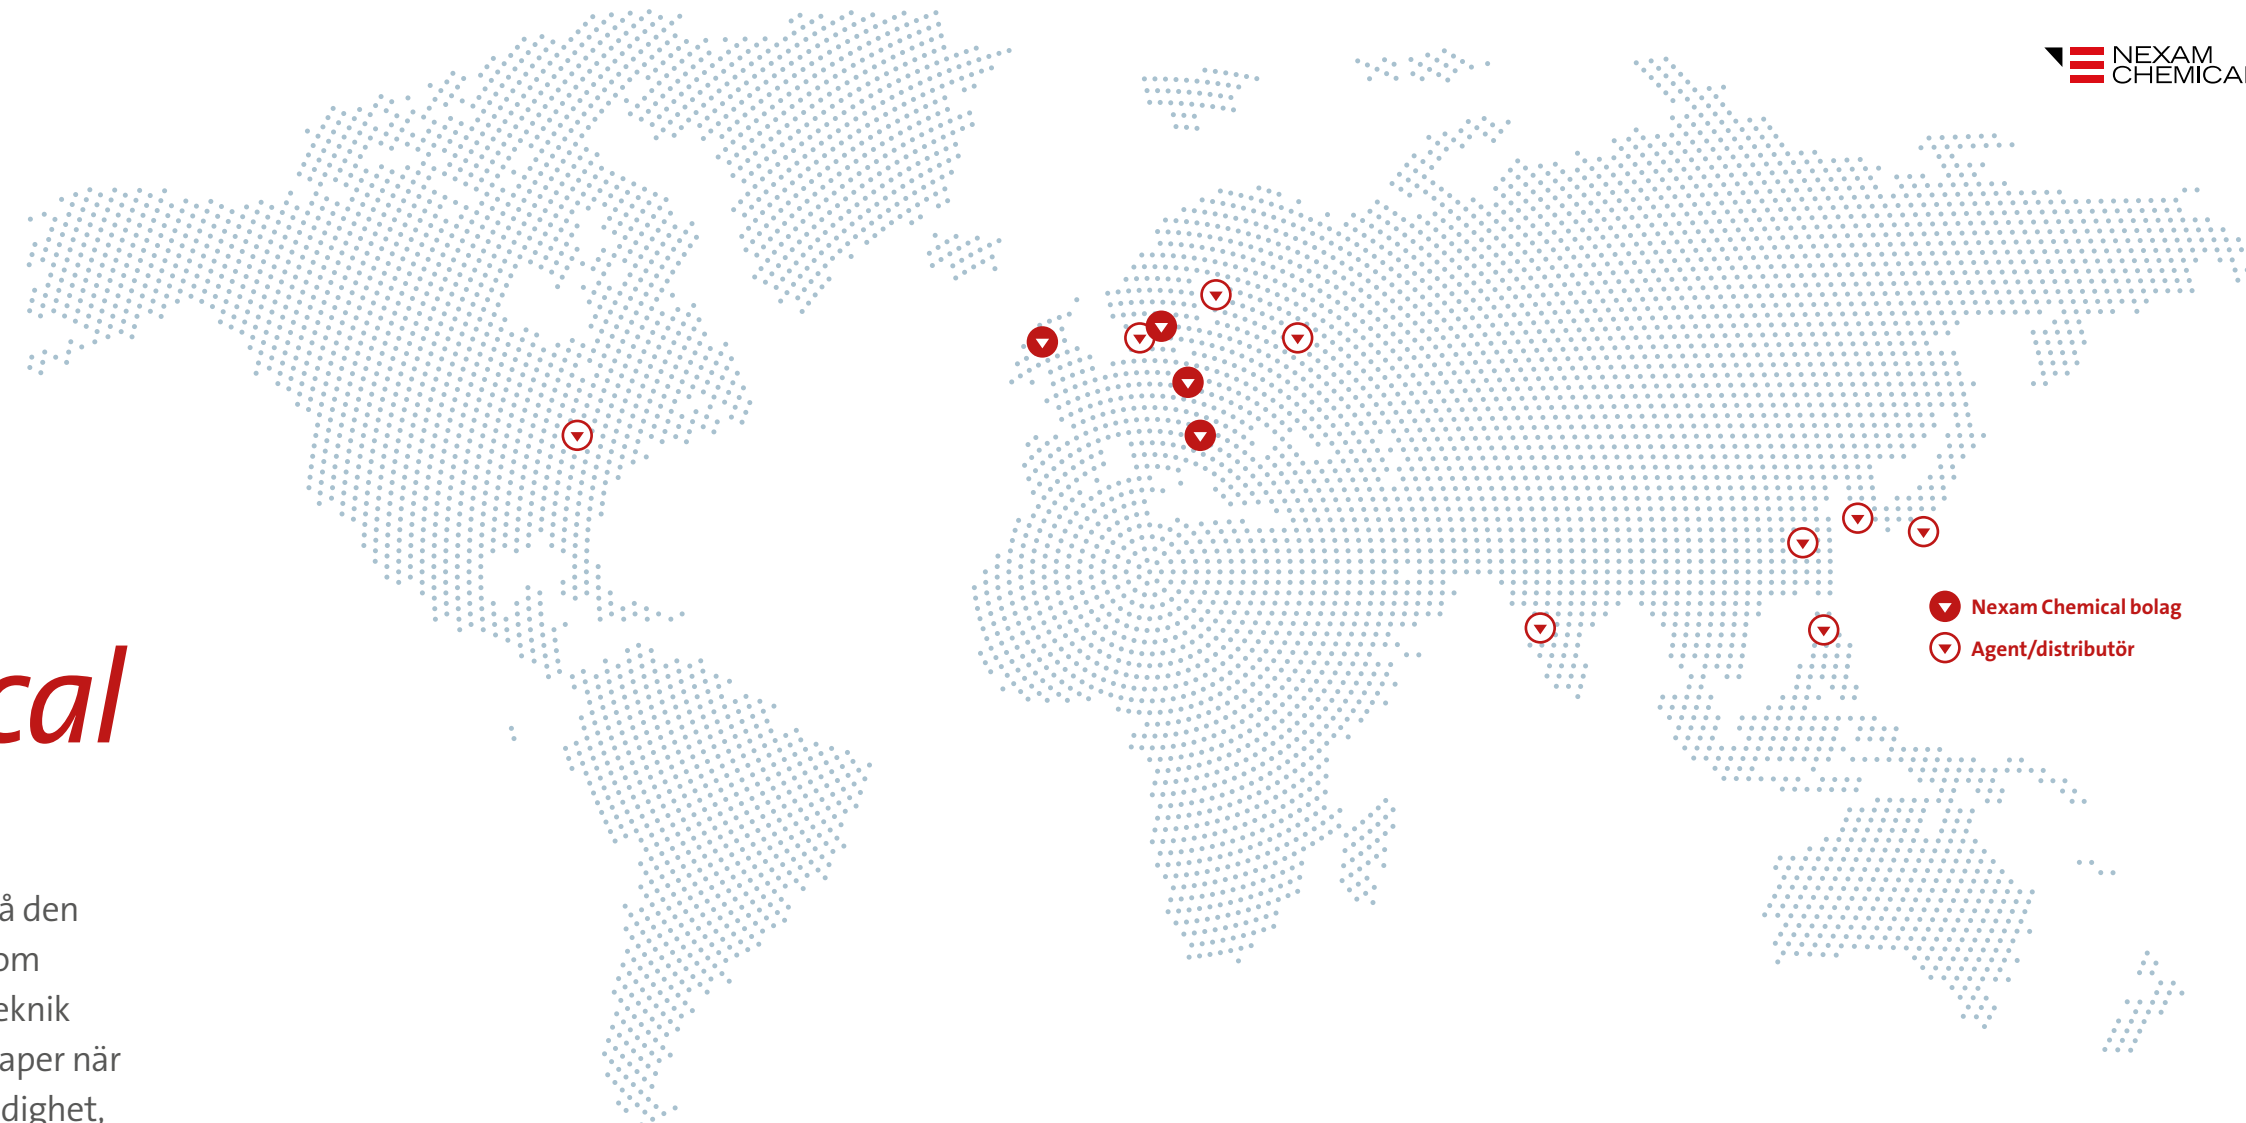 NEXAM
CHEMICAL
Nexam Chemical bolag
Agent/distributör
cal
å den
om
eknik
aper när
dighet,